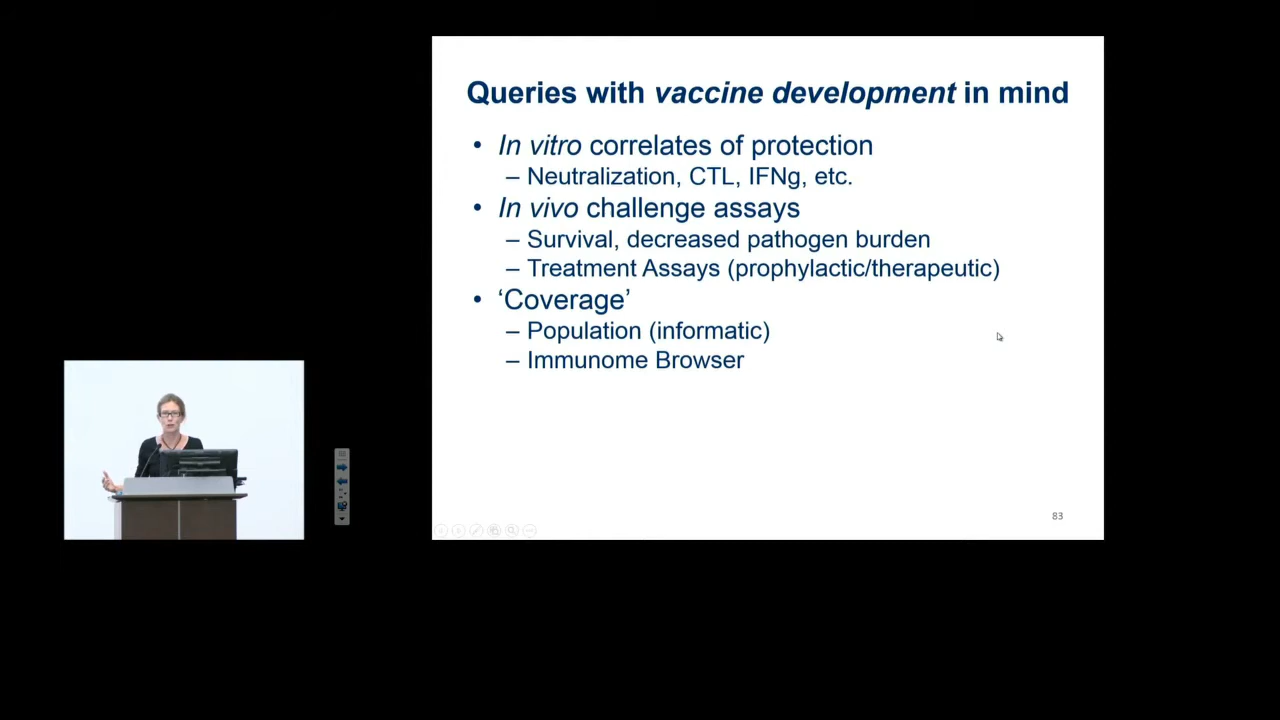 Queries with vaccine development in mind
• In vitro correlates of protection
– Neutralization, CTL, IFNg, etc.
• In vivo challenge assays
– Survival, decreased pathogen burden
– Treatment Assays (prophylactic/therapeutic)
• ‘Coverage’
– Population (informatic)
– Immunome Browser
83